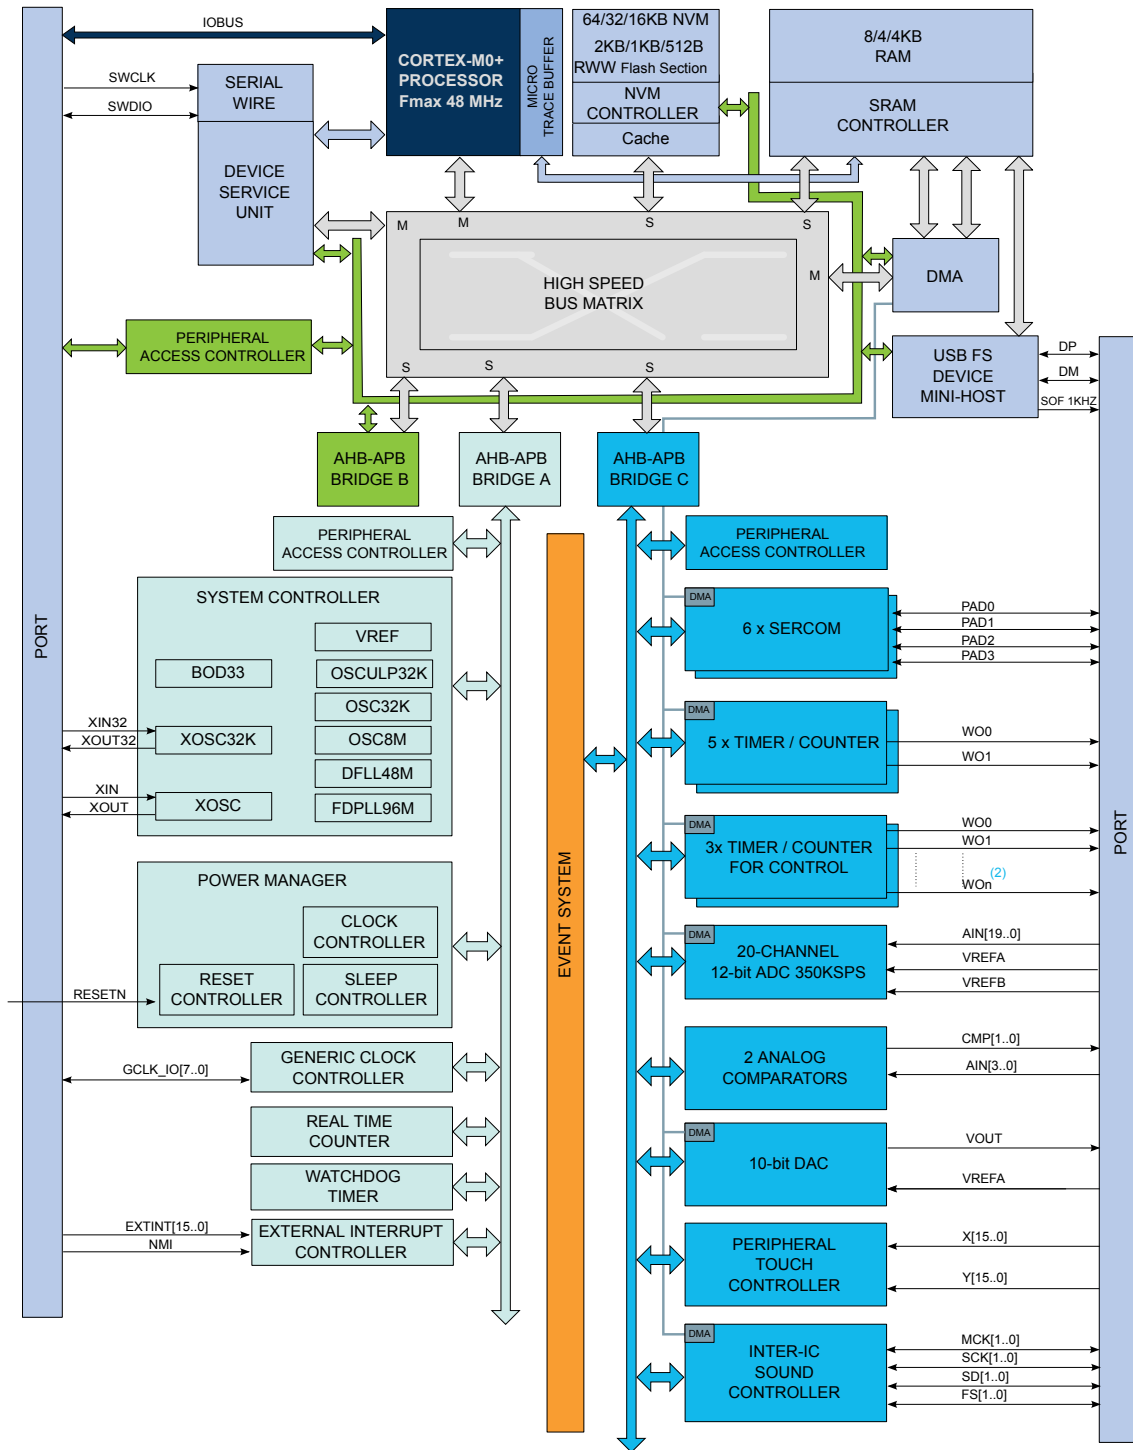 IOBUS
SWCLK
SWDIO
SERIAL
WIRE
DEVICE
SERVICE
UNIT
CORTEX-M0+
PROCESSOR
Fmax 48 MHz
MICRO
TRACE BUFFER
64/32/16KB NVM
2KB/1KB/512B
RWW Flash Section
NVM
CONTROLLER
Cache
8/4/4KB
RAM
SRAM
CONTROLLER
M
M
S
S
HIGH SPEED
BUS MATRIX
M
S
S
S
DMA
PERIPHERAL
ACCESS CONTROLLER
USB FS
DEVICE
MINI-HOST
DP
DM
SOF 1KHZ
AHB-APB
BRIDGE B
AHB-APB
BRIDGE A
AHB-APB
BRIDGE C
PORT
PERIPHERAL
ACCESS CONTROLLER
SYSTEM CONTROLLER
VREF
BOD33
OSCULP32K
OSC32K
XIN32
XOUT32
XOSC32K
OSC8M
DFLL48M
XIN
XOUT
XOSC
FDPLL96M
POWER MANAGER
CLOCK
CONTROLLER
RESETN
RESET
CONTROLLER
SLEEP
CONTROLLER
GCLK_IO[7..0]
GENERIC CLOCK
CONTROLLER
REAL TIME
COUNTER
WATCHDOG
TIMER
EXTINT[15..0]
NMI
EXTERNAL INTERRUPT
CONTROLLER
EVENT SYSTEM
PERIPHERAL
ACCESS CONTROLLER
DMA
6 x SERCOM
PAD0
PAD1
PAD2
PAD3
DMA
5 x TIMER / COUNTER
WO0
WO1
DMA
3x TIMER / COUNTER
FOR CONTROL
WO0
WO1
(2)
WOn
DMA
20-CHANNEL
12-bit ADC 350KSPS
AIN[19..0]
VREFA
VREFB
2 ANALOG
COMPARATORS
CMP[1..0]
AIN[3..0]
DMA
10-bit DAC
VOUT
VREFA
PERIPHERAL
TOUCH
CONTROLLER
X[15..0]
Y[15..0]
DMA
INTER-IC
SOUND
CONTROLLER
MCK[1..0]
SCK[1..0]
SD[1..0]
FS[1..0]
PORT